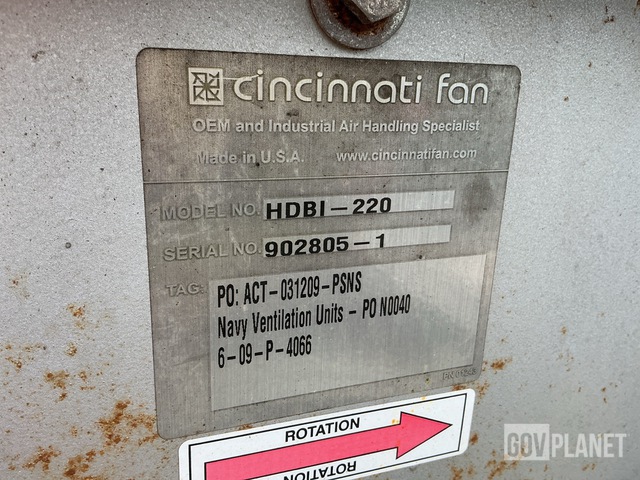 cincinnati fan
OEM and Industrial Air Handling Specialist
Made in U.S.A. www.cincinnatifan.com
MODEL NO. HDBI-220
SERIAL NO. 902805-1
TAG: PO: ACT-031209-PSNS
Navy Ventilation Units - PO N0040
6-09-P-4066
ROTATION
ROTATION
GOVPLANET